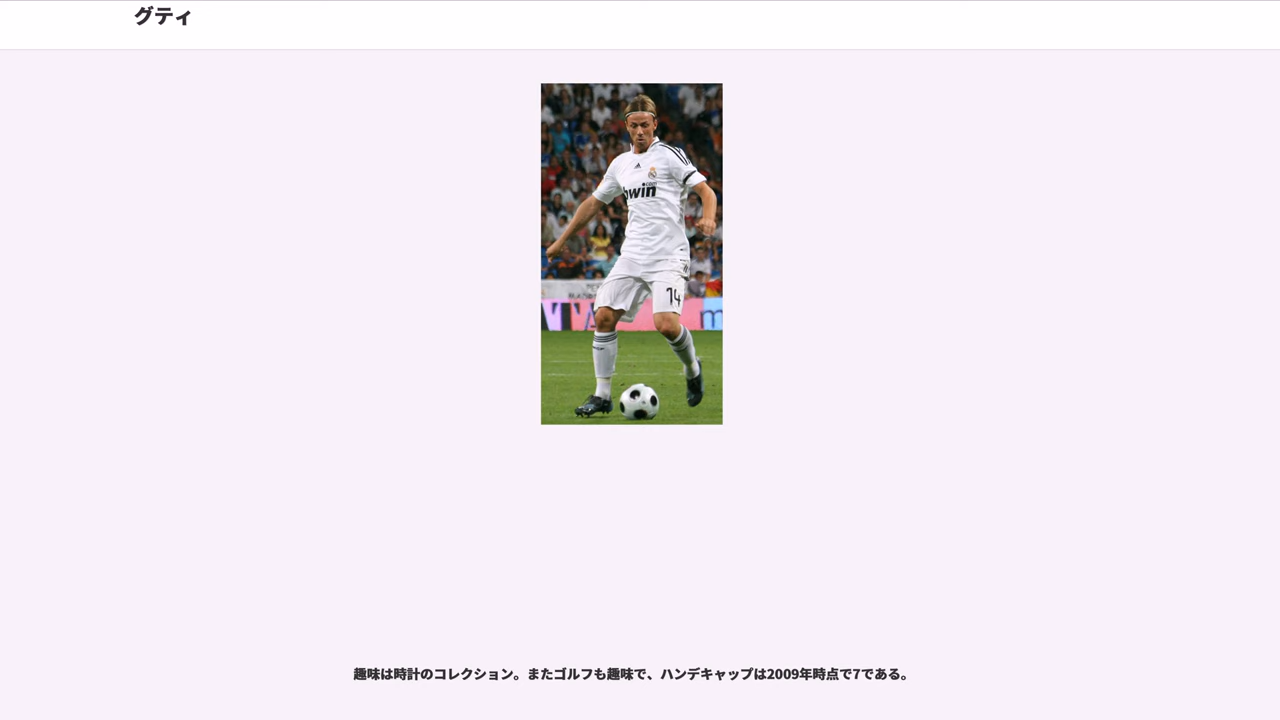 グティ
bwin
14
趣味は時計のコレクション。またゴルフも趣味で、ハンデキャップは2009年時点で7である。